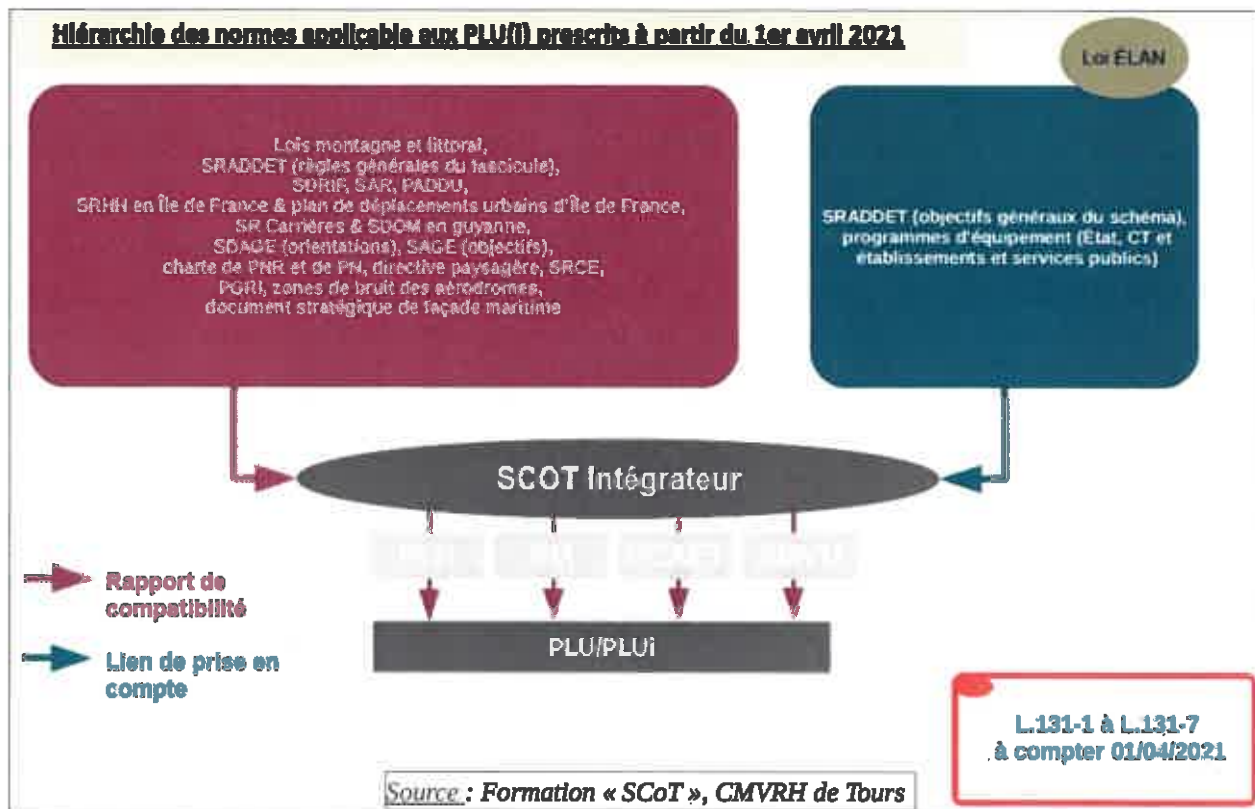 Hiérarchie des normes applicable aux PLU(i) prescrits à partir du 1er avril 2021
Loi ÉLAN
Lois montagne et littoral,
SRADDET (règles générales du fascicule),
SDRIF, SAR, PADDU,
SRHH en Île de France & plan de déplacements urbains d'Île de France,
SR Carrières & SDOM en guyanne,
SDAGE (orientations), SAGE (objectifs),
charte de PNR et de PN, directive paysagère, SRCE,
PGRI, zones de bruit des aérodromes,
document stratégique de façade maritime
SRADDET (objectifs généraux du schéma),
programmes d'équipement (État, CT et
établissements et services publics)
SCOT Intégrateur
Rapport de
compatibilité
PLU/PLUi
Lien de prise en
compte
L.131-1 à L.131-7
à compter 01/04/2021
Source : Formation « SCoT », CMVRH de Tours